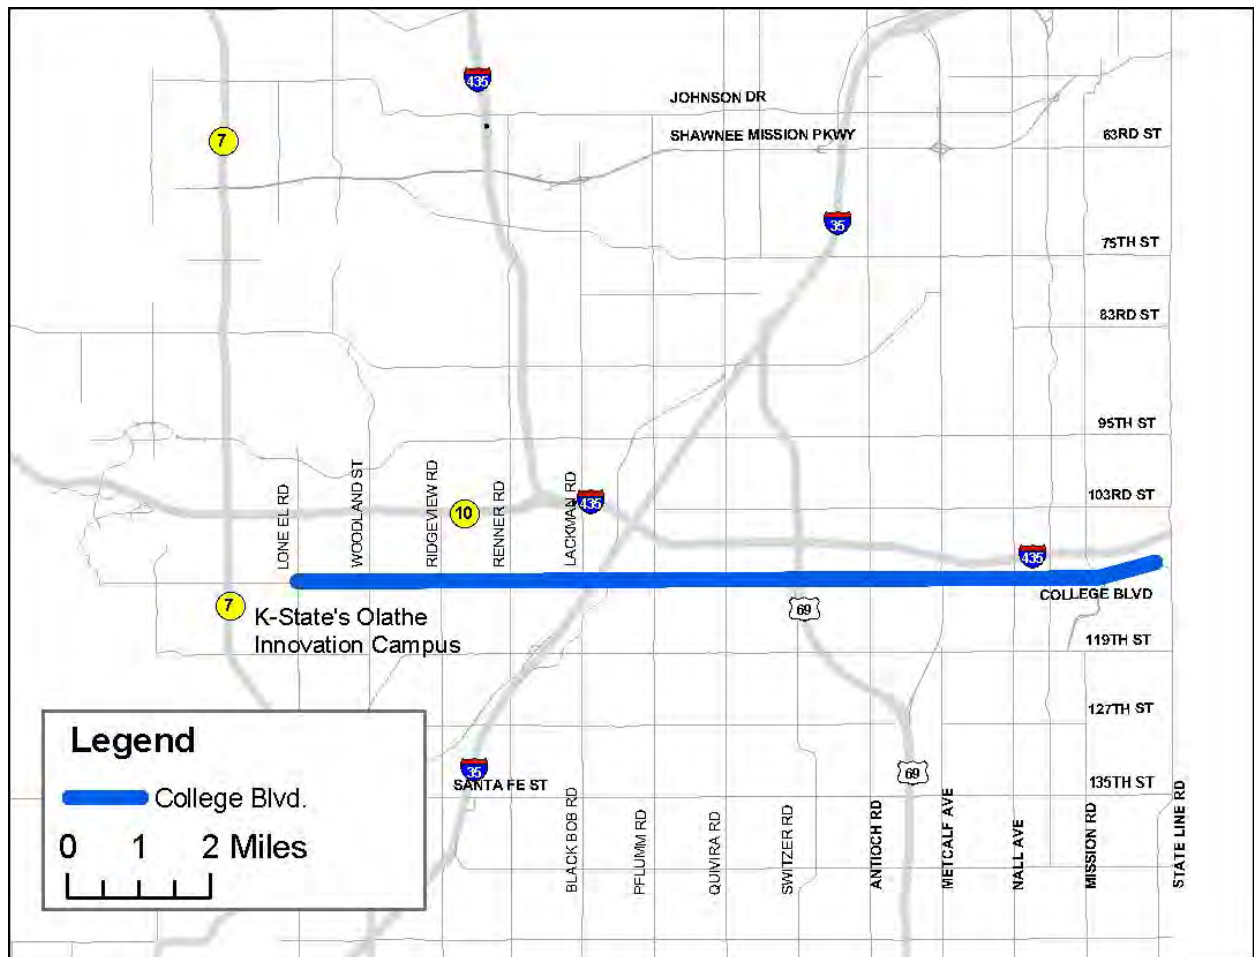 435
JOHNSON DR
7
SHAWNEE MISSION PKWY
63RD ST
35
75TH ST
83RD ST
95TH ST
LONE EL RD
WOODLAND ST
RIDGEVIEW RD
10
RENNER RD
LACKMAN RD
435
103RD ST
435
7
K-State's Olathe
Innovation Campus
69
COLLEGE BLVD
119TH ST
127TH ST
Legend
35
SANTA FE ST
69
135TH ST
College Blvd.
0 1 2 Miles
BLACK BOB RD
PFLUMM RD
QUIVIRA RD
SWITZER RD
ANTIOCH RD
METCALF AVE
NALL AVE
MISSION RD
STATE LINE RD